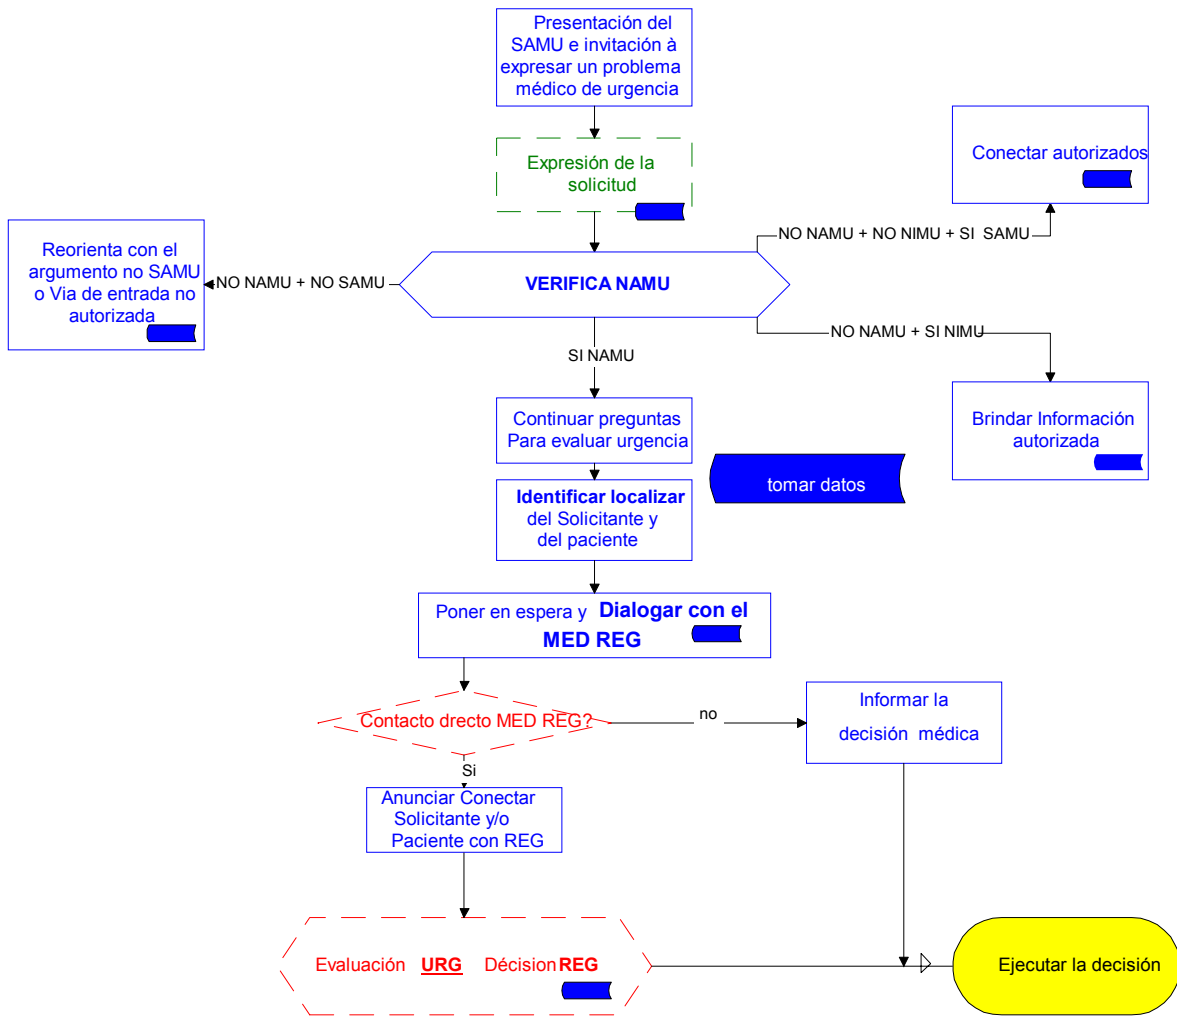 Presentación del
SAMU e invitación à
expresar un problema
médico de urgencia
Expresión de la
solicitud
Conectar autorizados
NO NAMU + NO NIMU + SI SAMU
Reorienta con el
argumento no SAMU
o Via de entrada no
autorizada
NO NAMU + NO SAMU
VERIFICA NAMU
NO NAMU + SI NIMU
SI NAMU
Continuar preguntas
Para evaluar urgencia
Brindar Información
autorizada
tomar datos
Identificar localizar
del Solicitante y
del paciente
Poner en espera y Dialogar con el
MED REG
Contacto drecto MED REG?
no
Informar la
decisión médica
Si
Anunciar Conectar
Solicitante y/o
Paciente con REG
Evaluación URG Décision REG
Ejecutar la decisión